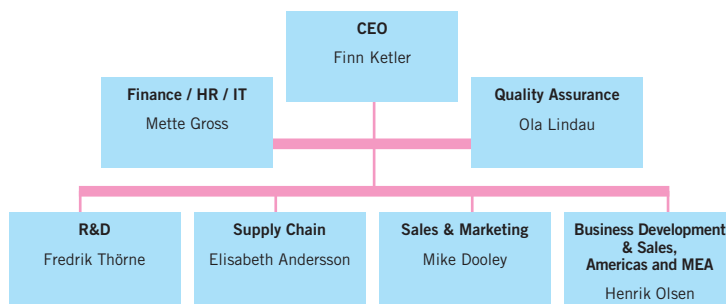 CEO
Finn Ketler
Finance / HR / IT
Mette Gross
Quality Assurance
Ola Lindau
R&D
Fredrik Thörne
Supply Chain
Elisabeth Andersson
Sales & Marketing
Mike Dooley
Business Development
& Sales,
Americas and MEA
Henrik Olsen